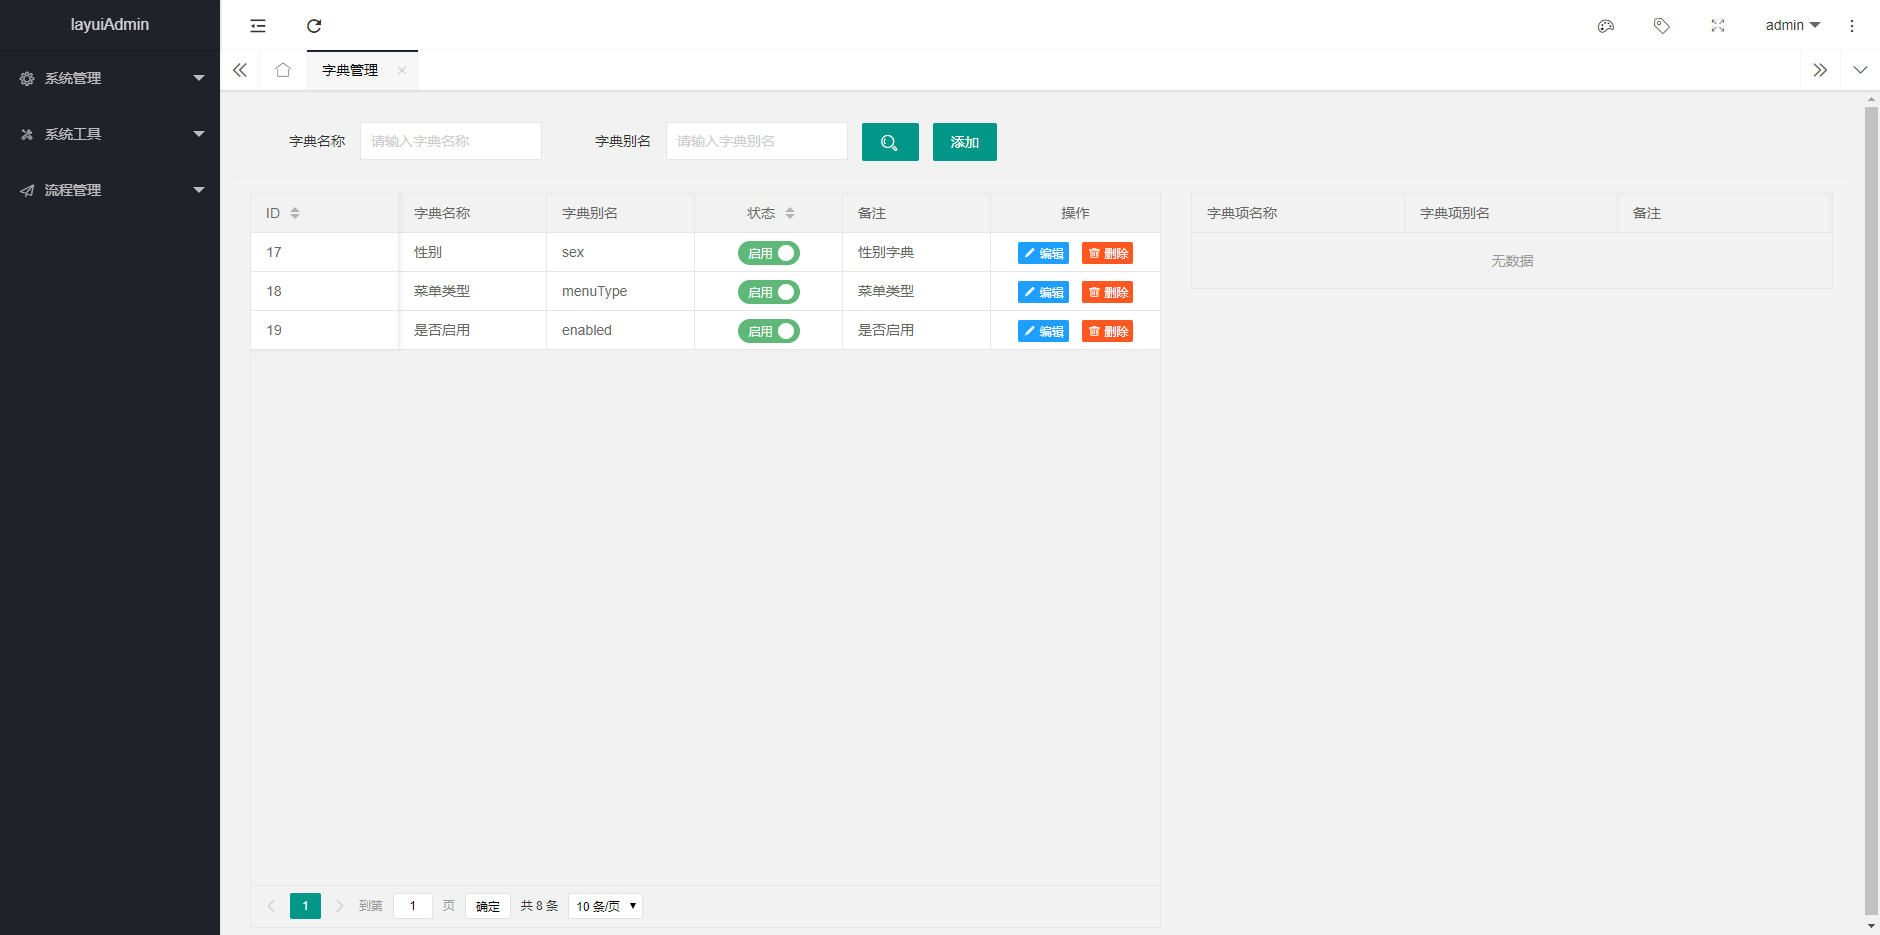 layuiAdmin
admin
系统管理
系统工具
流程管理
字典管理
字典名称 请输入字典名称 字典别名 请输入字典别名 添加
ID 字典名称 字典别名 状态 备注 操作
17 性别 sex 启用 性别字典 编辑 删除
18 菜单类型 menuType 启用 菜单类型 编辑 删除
19 是否启用 enabled 启用 是否启用 编辑 删除
字典项名称 字典项别名 备注
无数据
1 到第 1 页 确定 共 8 条 10 条/页